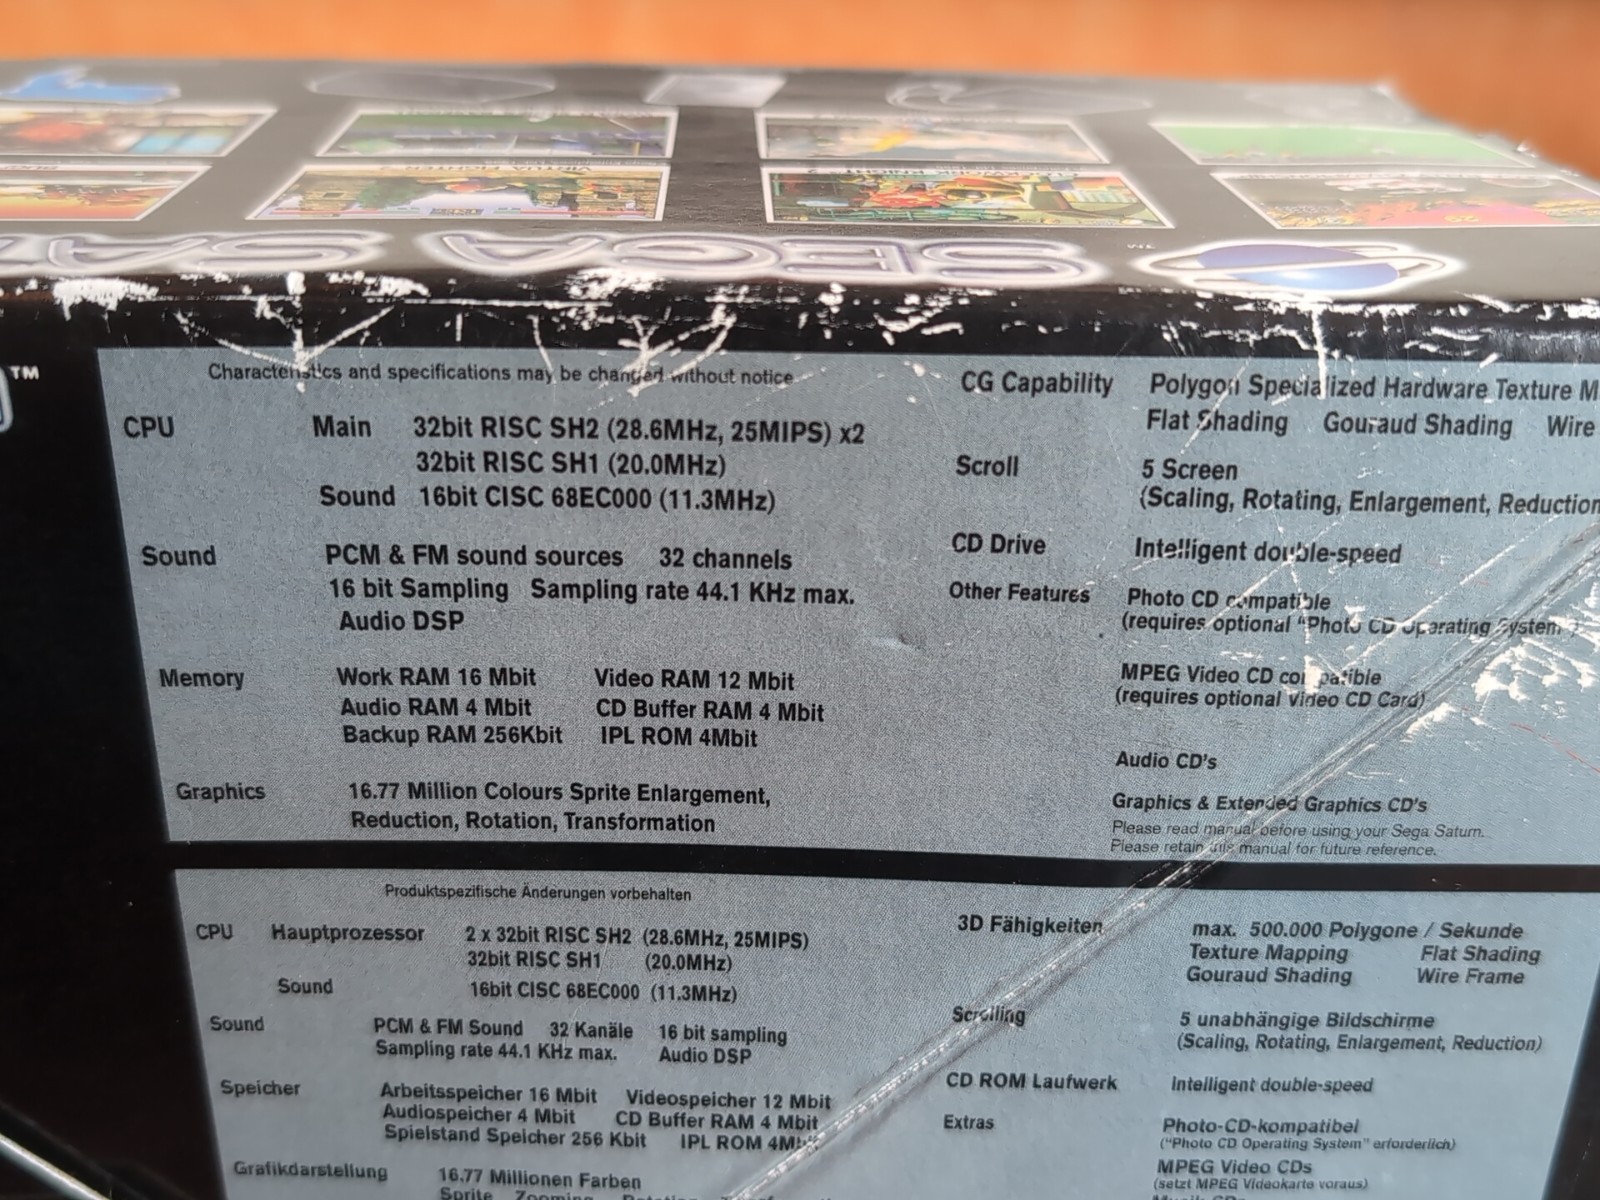 VIRTUA FIGHTER 2
CLOCKWORK KNIGHT 2
SEGA SA
™
™
Characteristics and specifications may be changed without notice
CPU Main 32bit RISC SH2 (28.6MHz, 25MIPS) x2
32bit RISC SH1 (20.0MHz)
Sound 16bit CISC 68EC000 (11.3MHz)
Sound PCM & FM sound sources 32 channels
16 bit Sampling Sampling rate 44.1 KHz max.
Audio DSP
Memory Work RAM 16 Mbit Video RAM 12 Mbit
Audio RAM 4 Mbit CD Buffer RAM 4 Mbit
Backup RAM 256Kbit IPL ROM 4Mbit
Graphics 16.77 Million Colours Sprite Enlargement,
Reduction, Rotation, Transformation
CG Capability Polygon Specialized Hardware Texture M
Flat Shading Gouraud Shading Wire
Scroll 5 Screen
(Scaling, Rotating, Enlargement, Reduction
CD Drive Intelligent double-speed
Other Features Photo CD compatible
(requires optional "Photo CD Operating System")
MPEG Video CD compatible
(requires optional Video CD Card)
Audio CD's
Graphics & Extended Graphics CD's
Please read manual before using your Sega Saturn.
Please retain this manual for future reference.
Produktspezifische Änderungen vorbehalten
CPU Hauptprozessor 2 x 32bit RISC SH2 (28.6MHz, 25MIPS)
32bit RISC SH1 (20.0MHz)
Sound 16bit CISC 68EC000 (11.3MHz)
Sound PCM & FM Sound 32 Kanäle 16 bit sampling
Sampling rate 44.1 KHz max. Audio DSP
Speicher Arbeitsspeicher 16 Mbit Videospeicher 12 Mbit
Audiospeicher 4 Mbit CD Buffer RAM 4 Mbit
Spielstand Speicher 256 Kbit IPL ROM 4Mbit
Grafikdarstellung 16.77 Millionen Farben
Sprite Zooming
3D Fähigkeiten max. 500.000 Polygone / Sekunde
Texture Mapping Flat Shading
Gouraud Shading Wire Frame
Scrolling 5 unabhängige Bildschirme
(Scaling, Rotating, Enlargement, Reduction)
CD ROM Laufwerk Intelligent double-speed
Extras Photo-CD-kompatibel
("Photo CD Operating System" erforderlich)
MPEG Video CDs
(setzt MPEG Videokarte voraus)